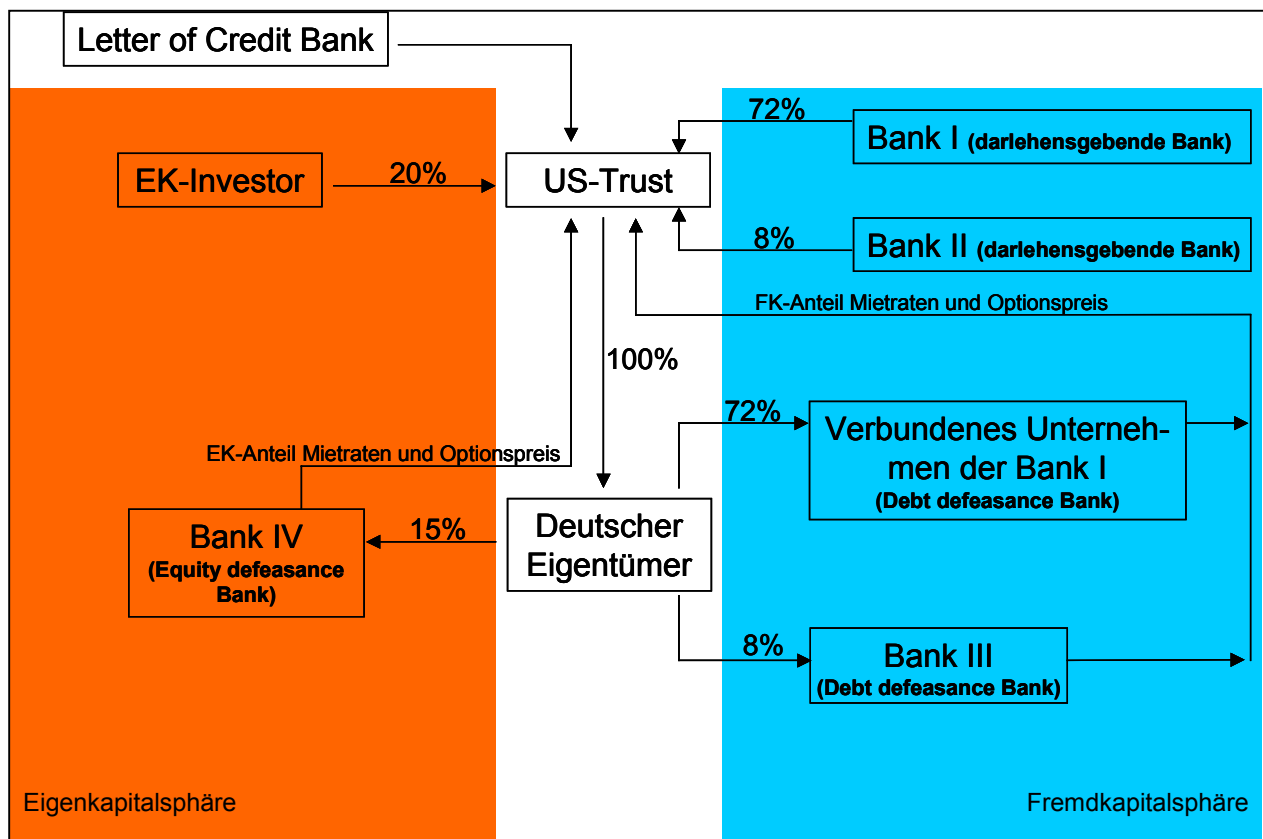 Letter of Credit Bank
72%
Bank I (darlehensgebende Bank)
EK-Investor
20%
US-Trust
8%
Bank II (darlehensgebende Bank)
FK-Anteil Mietraten und Optionspreis
100%
72%
Verbundenes Unterneh-
men der Bank I
(Debt defeasance Bank)
EK-Anteil Mietraten und Optionspreis
Bank IV
(Equity defeasance
Bank)
15%
Deutscher
Eigentümer
8%
Bank III
(Debt defeasance Bank)
Eigenkapitalsphäre
Fremdkapitalsphäre